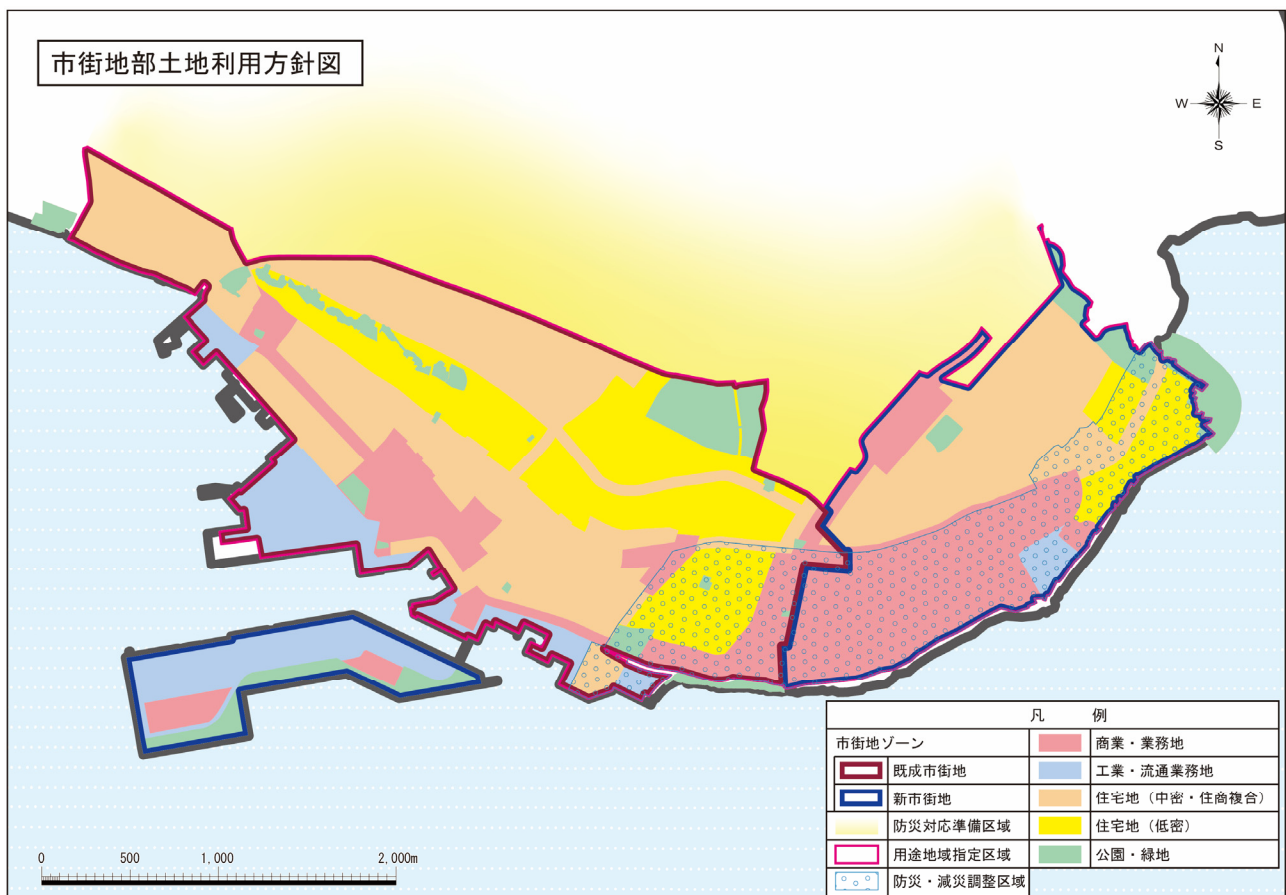 市街地部土地利用方針図
N
W E
S
凡 例
市街地ゾーン 商業・業務地
既成市街地 工業・流通業務地
新市街地 住宅地（中密・住商複合）
防災対応準備区域 住宅地（低密）
用途地域指定区域 公園・緑地
防災・減災調整区域
0 500 1,000 2,000m